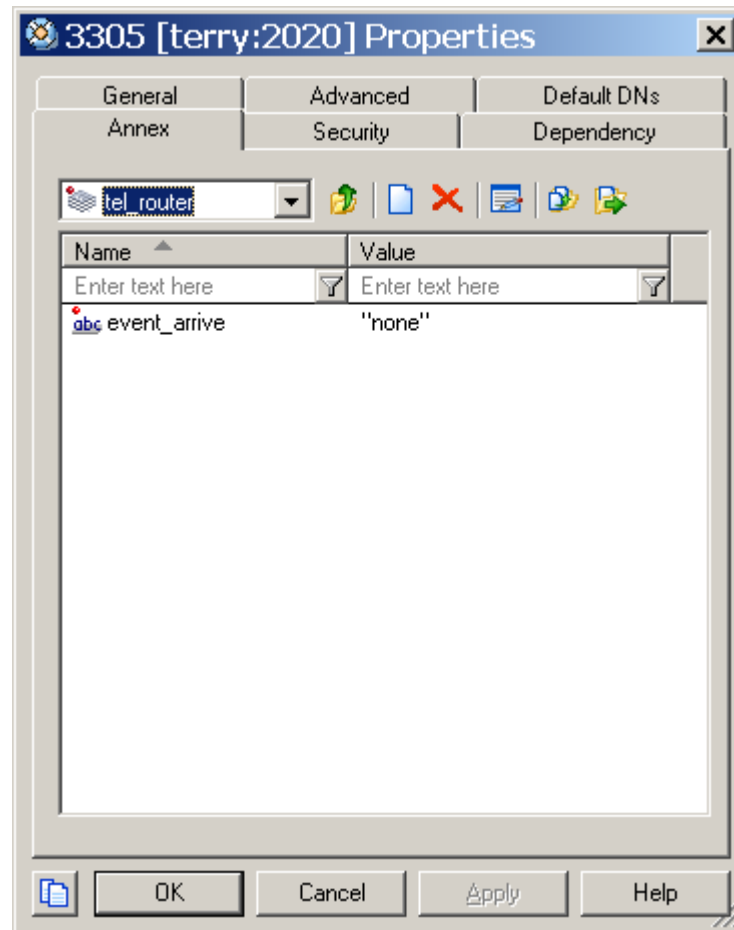 3305 [terry:2020] Properties
General Advanced Default DNs
Annex Security Dependency
tel_router
Name Value
Enter text here Enter text here
abc event_arrive "none"
OK Cancel Apply Help